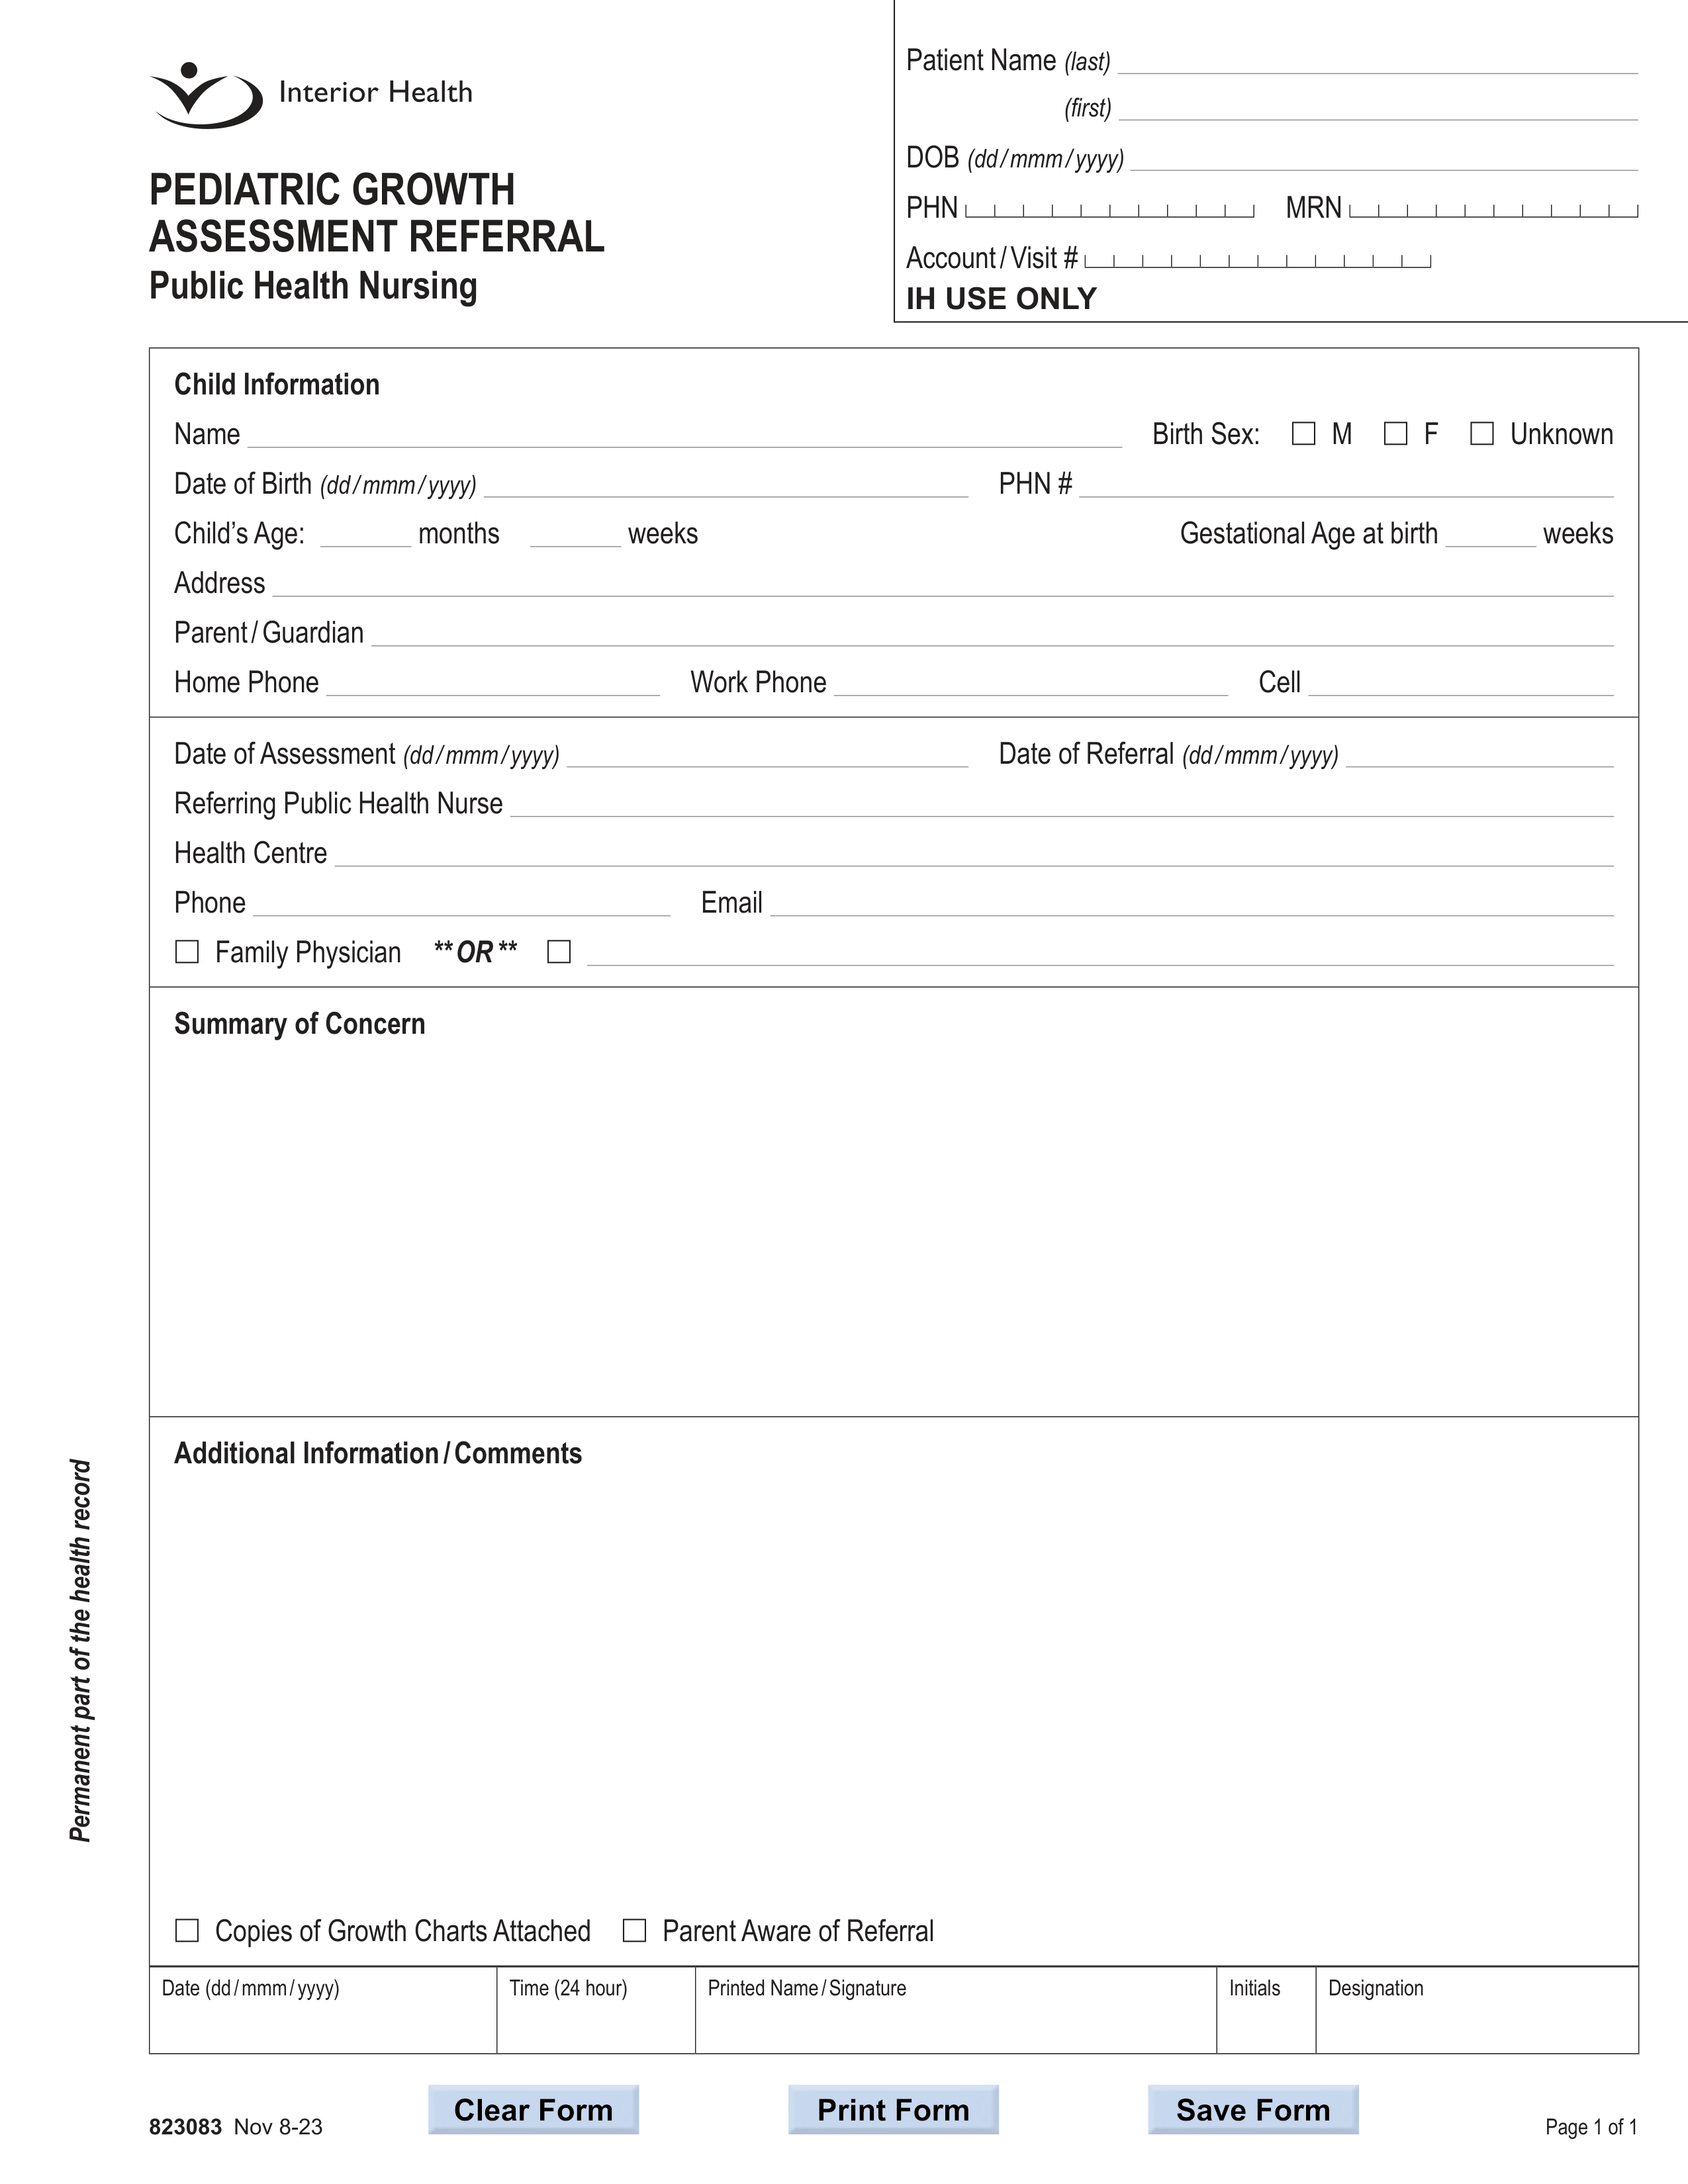 Interior Health
PEDIATRIC GROWTH
ASSESSMENT REFERRAL
Public Health Nursing
Patient Name (last)
(first)
DOB (dd/mmm/yyyy)
PHN MRN
Account/Visit #
IH USE ONLY
Child Information
Name Birth Sex: ☐ M ☐ F ☐ Unknown
Date of Birth (dd/mmm/yyyy) PHN #
Child's Age: months weeks Gestational Age at birth weeks
Address
Parent/Guardian
Home Phone Work Phone Cell
Date of Assessment (dd/mmm/yyyy) Date of Referral (dd/mmm/yyyy)
Referring Public Health Nurse
Health Centre
Phone Email
☐ Family Physician **OR** ☐
Summary of Concern
Additional Information/Comments
☐ Copies of Growth Charts Attached ☐ Parent Aware of Referral
Date (dd/mmm/yyyy) Time (24 hour) Printed Name/Signature Initials Designation
Permanent part of the health record
Clear Form Print Form Save Form
823083 Nov 8-23 Page 1 of 1